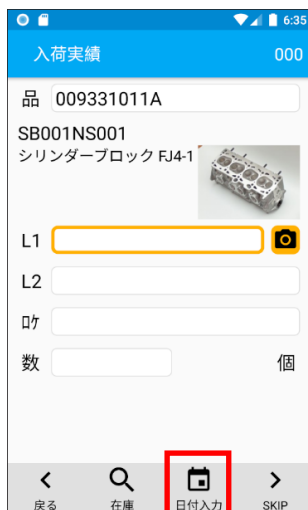 6:35
入荷実績 000
品 009331011A
SB001NS001
シリンダーブロック FJ4-1
L1
L2
ﾛｹ
数 個
戻る 在庫 日付入力 SKIP